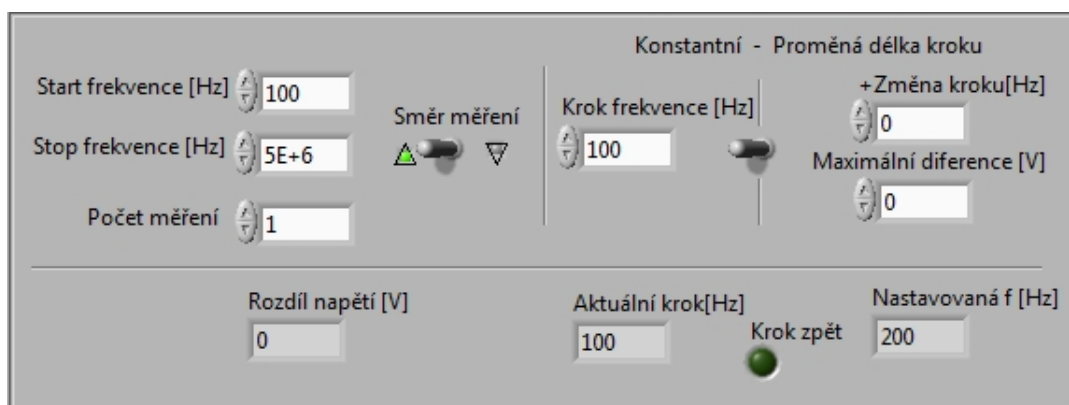 Konstantní - Proměná délka kroku
Start frekvence [Hz] 100
Stop frekvence [Hz] 5E+6
Počet měření 1
Směr měření
Krok frekvence [Hz]
100
+Změna kroku[Hz]
0
Maximální diference [V]
0
Rozdíl napětí [V]
0
Aktuální krok[Hz]
100
Krok zpět
Nastavovaná f [Hz]
200